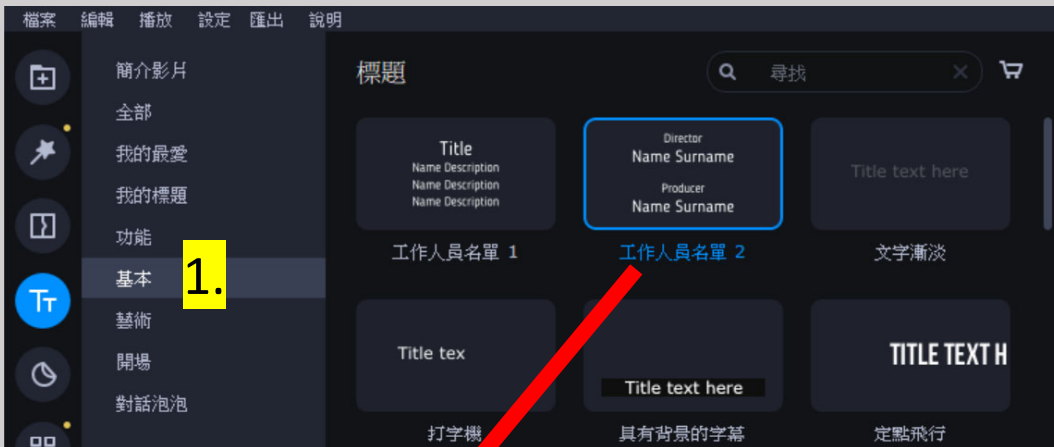 檔案 編輯 播放 設定 匯出 說明
簡介影片
全部
我的最愛
我的標題
功能
基本
1.
藝術
開場
對話泡泡
標題
尋找
Title
Name Description
Name Description
Name Description
工作人員名單 1
Director
Name Surname
Producer
Name Surname
工作人員名單 2
Title text here
文字漸淡
Title tex
打字機
Title text here
具有背景的字幕
TITLE TEXT H
定點飛行
TT